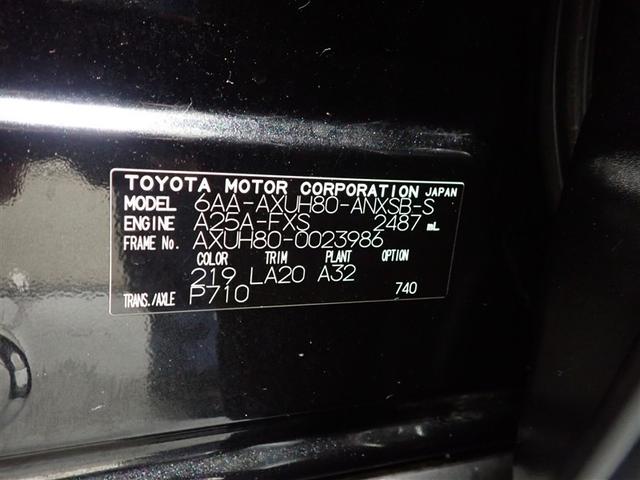 TOYOTA MOTOR CORPORATION JAPAN
MODEL 6AA-AXUH80-ANXSB-S
ENGINE A25A-FXS 2487 mL
FRAME No. AXUH80-0023986
COLOR TRIM PLANT OPTION
219 LA20 A32
TRANS./AXLE P710 740